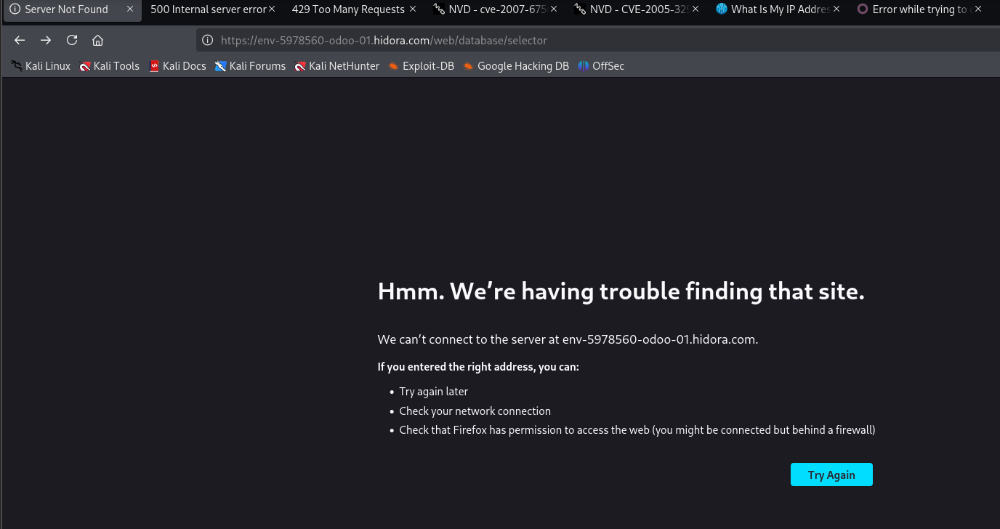 Server Not Found
500 Internal server error
429 Too Many Requests
NVD - cve-2007-675
NVD - CVE-2005-329
What Is My IP Addres
Error while trying to
https://env-5978560-odoo-01.hidora.com/web/database/selector
Kali Linux
Kali Tools
Kali Docs
Kali Forums
Kali NetHunter
Exploit-DB
Google Hacking DB
OffSec
Hmm. We’re having trouble finding that site.
We can’t connect to the server at env-5978560-odoo-01.hidora.com.
If you entered the right address, you can:
• Try again later
• Check your network connection
• Check that Firefox has permission to access the web (you might be connected but behind a firewall)
Try Again